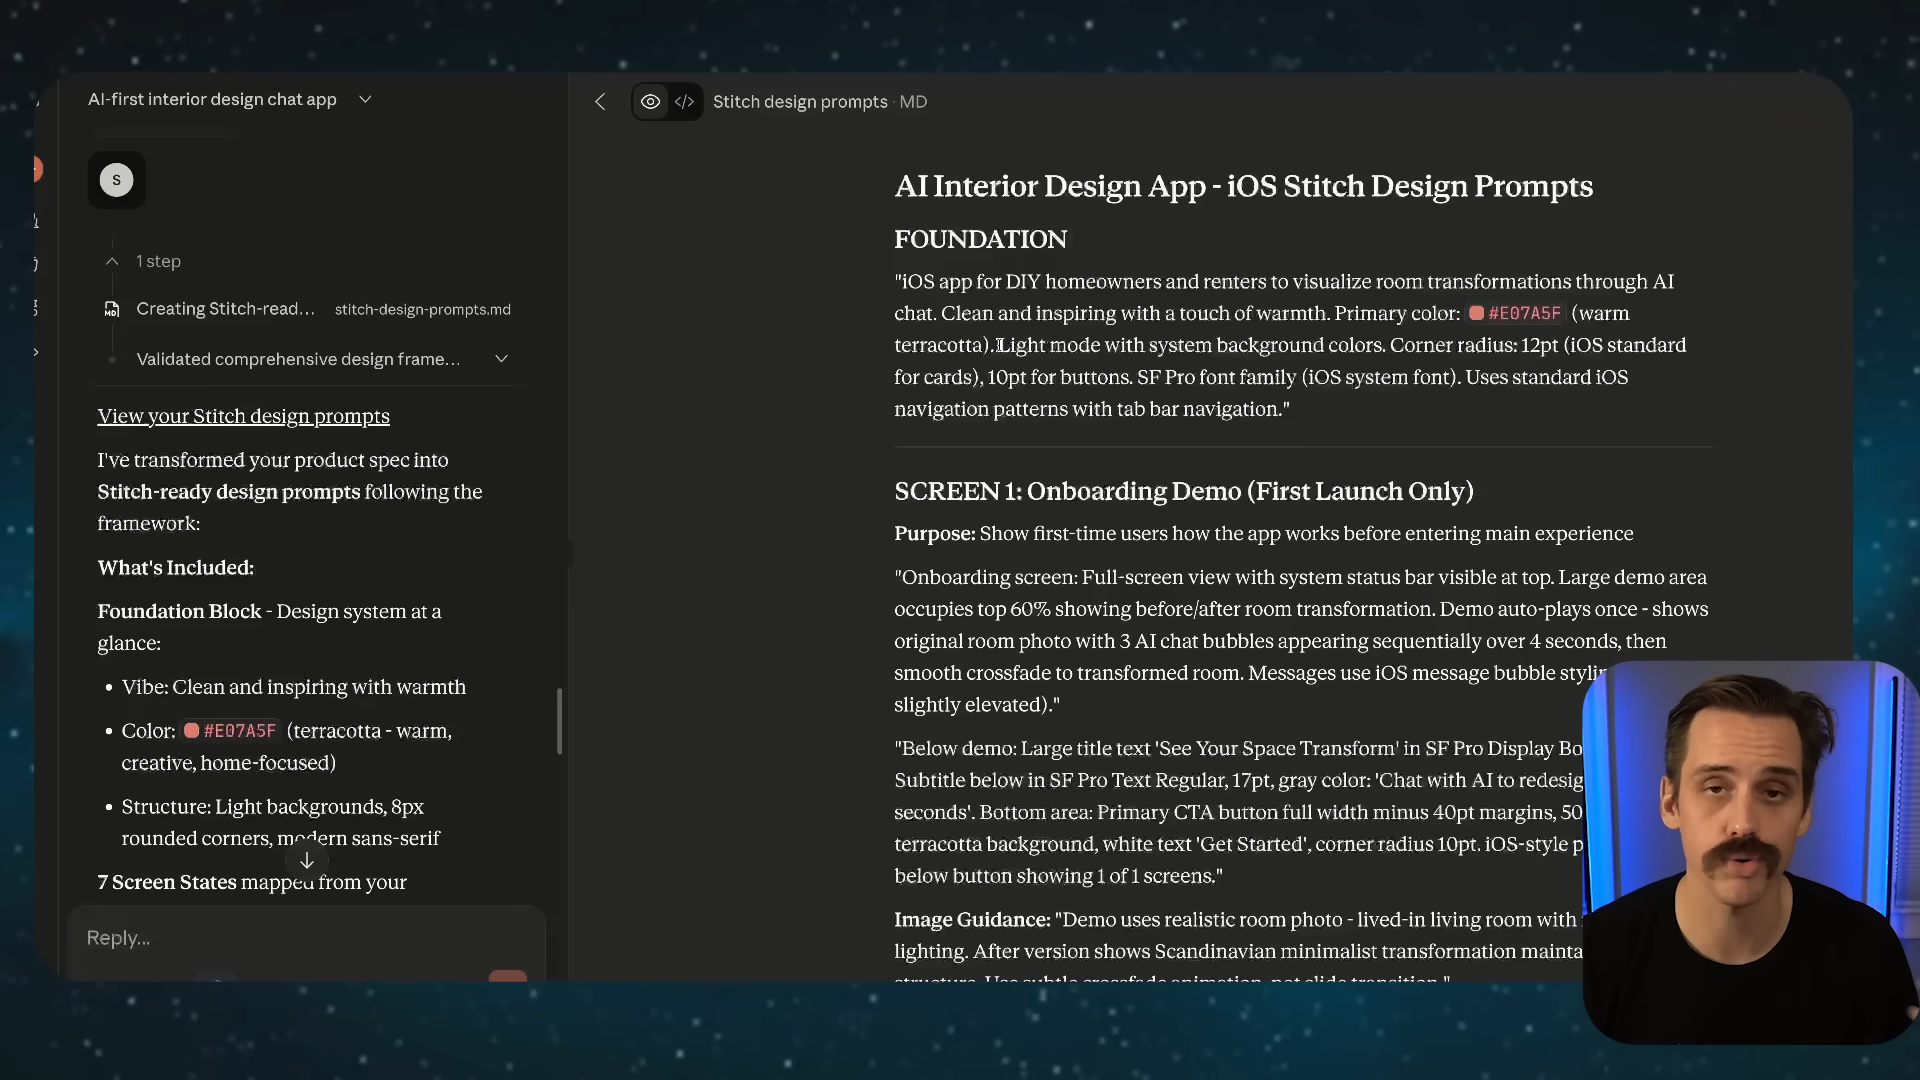 AI-first interior design chat app
S
1 step
Creating Stitch-read... stitch-design-prompts.md
Validated comprehensive design frame...
View your Stitch design prompts
I've transformed your product spec into
Stitch-ready design prompts following the
framework:
What's Included:
Foundation Block - Design system at a
glance:
• Vibe: Clean and inspiring with warmth
• Color: #E07A5F (terracotta - warm,
creative, home-focused)
• Structure: Light backgrounds, 8px
rounded corners, modern sans-serif
7 Screen States mapped from your
Reply...
Stitch design prompts · MD
AI Interior Design App - iOS Stitch Design Prompts
FOUNDATION
"iOS app for DIY homeowners and renters to visualize room transformations through AI
chat. Clean and inspiring with a touch of warmth. Primary color: #E07A5F (warm
terracotta). Light mode with system background colors. Corner radius: 12pt (iOS standard
for cards), 10pt for buttons. SF Pro font family (iOS system font). Uses standard iOS
navigation patterns with tab bar navigation."
SCREEN 1: Onboarding Demo (First Launch Only)
Purpose: Show first-time users how the app works before entering main experience
"Onboarding screen: Full-screen view with system status bar visible at top. Large demo area
occupies top 60% showing before/after room transformation. Demo auto-plays once - shows
original room photo with 3 AI chat bubbles appearing sequentially over 4 seconds, then
smooth crossfade to transformed room. Messages use iOS message bubble
slightly elevated)."
"Below demo: Large title text 'See Your Space Transform' in SF Pro Display
Subtitle below in SF Pro Text Regular, 17pt, gray color: 'Chat with AI to
seconds'. Bottom area: Primary CTA button full width minus 40pt margins,
terracotta background, white text 'Get Started', corner radius 10pt. iOS-style
below button showing 1 of 1 screens."
Image Guidance: "Demo uses realistic room photo - lived-in living room with
lighting. After version shows Scandinavian minimalist transformation
structure. Use subtle crossfade animation, not slide transition."